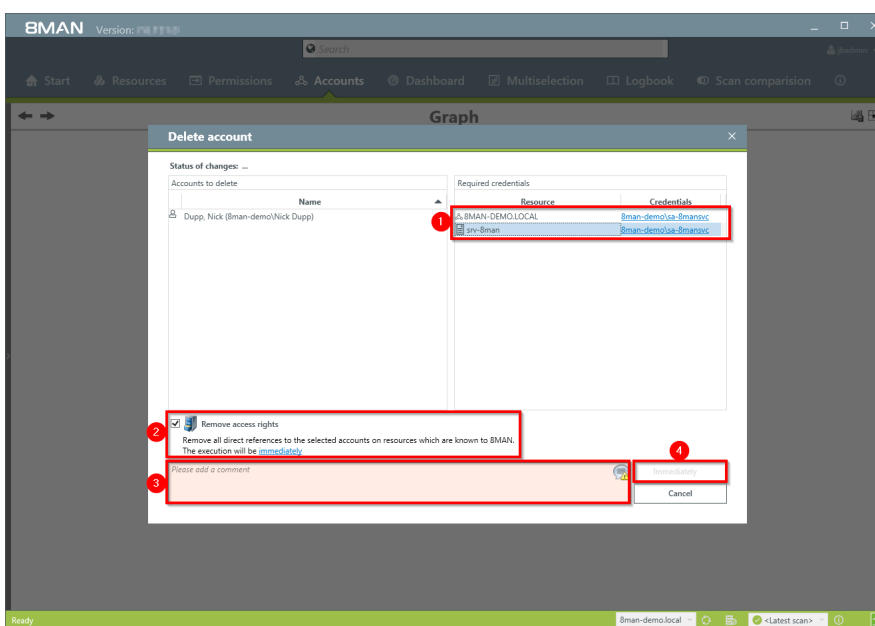 8MAN Version:
Search
jbadmin
Start Resources Permissions Accounts Dashboard Multiselection Logbook Scan comparision
Graph
Delete account
Status of changes: ...
Accounts to delete
Required credentials
Name
Resource Credentials
Dupp, Nick (8man-demo\Nick Dupp)
1
8MAN-DEMO.LOCAL 8man-demo\sa-8mansvc
srv-8man 8man-demo\sa-8mansvc
2
Remove access rights
Remove all direct references to the selected accounts on resources which are known to 8MAN.
The execution will be immediately
3
Please add a comment
4
Immediately
Cancel
Ready
8man-demo.local <Latest scan>